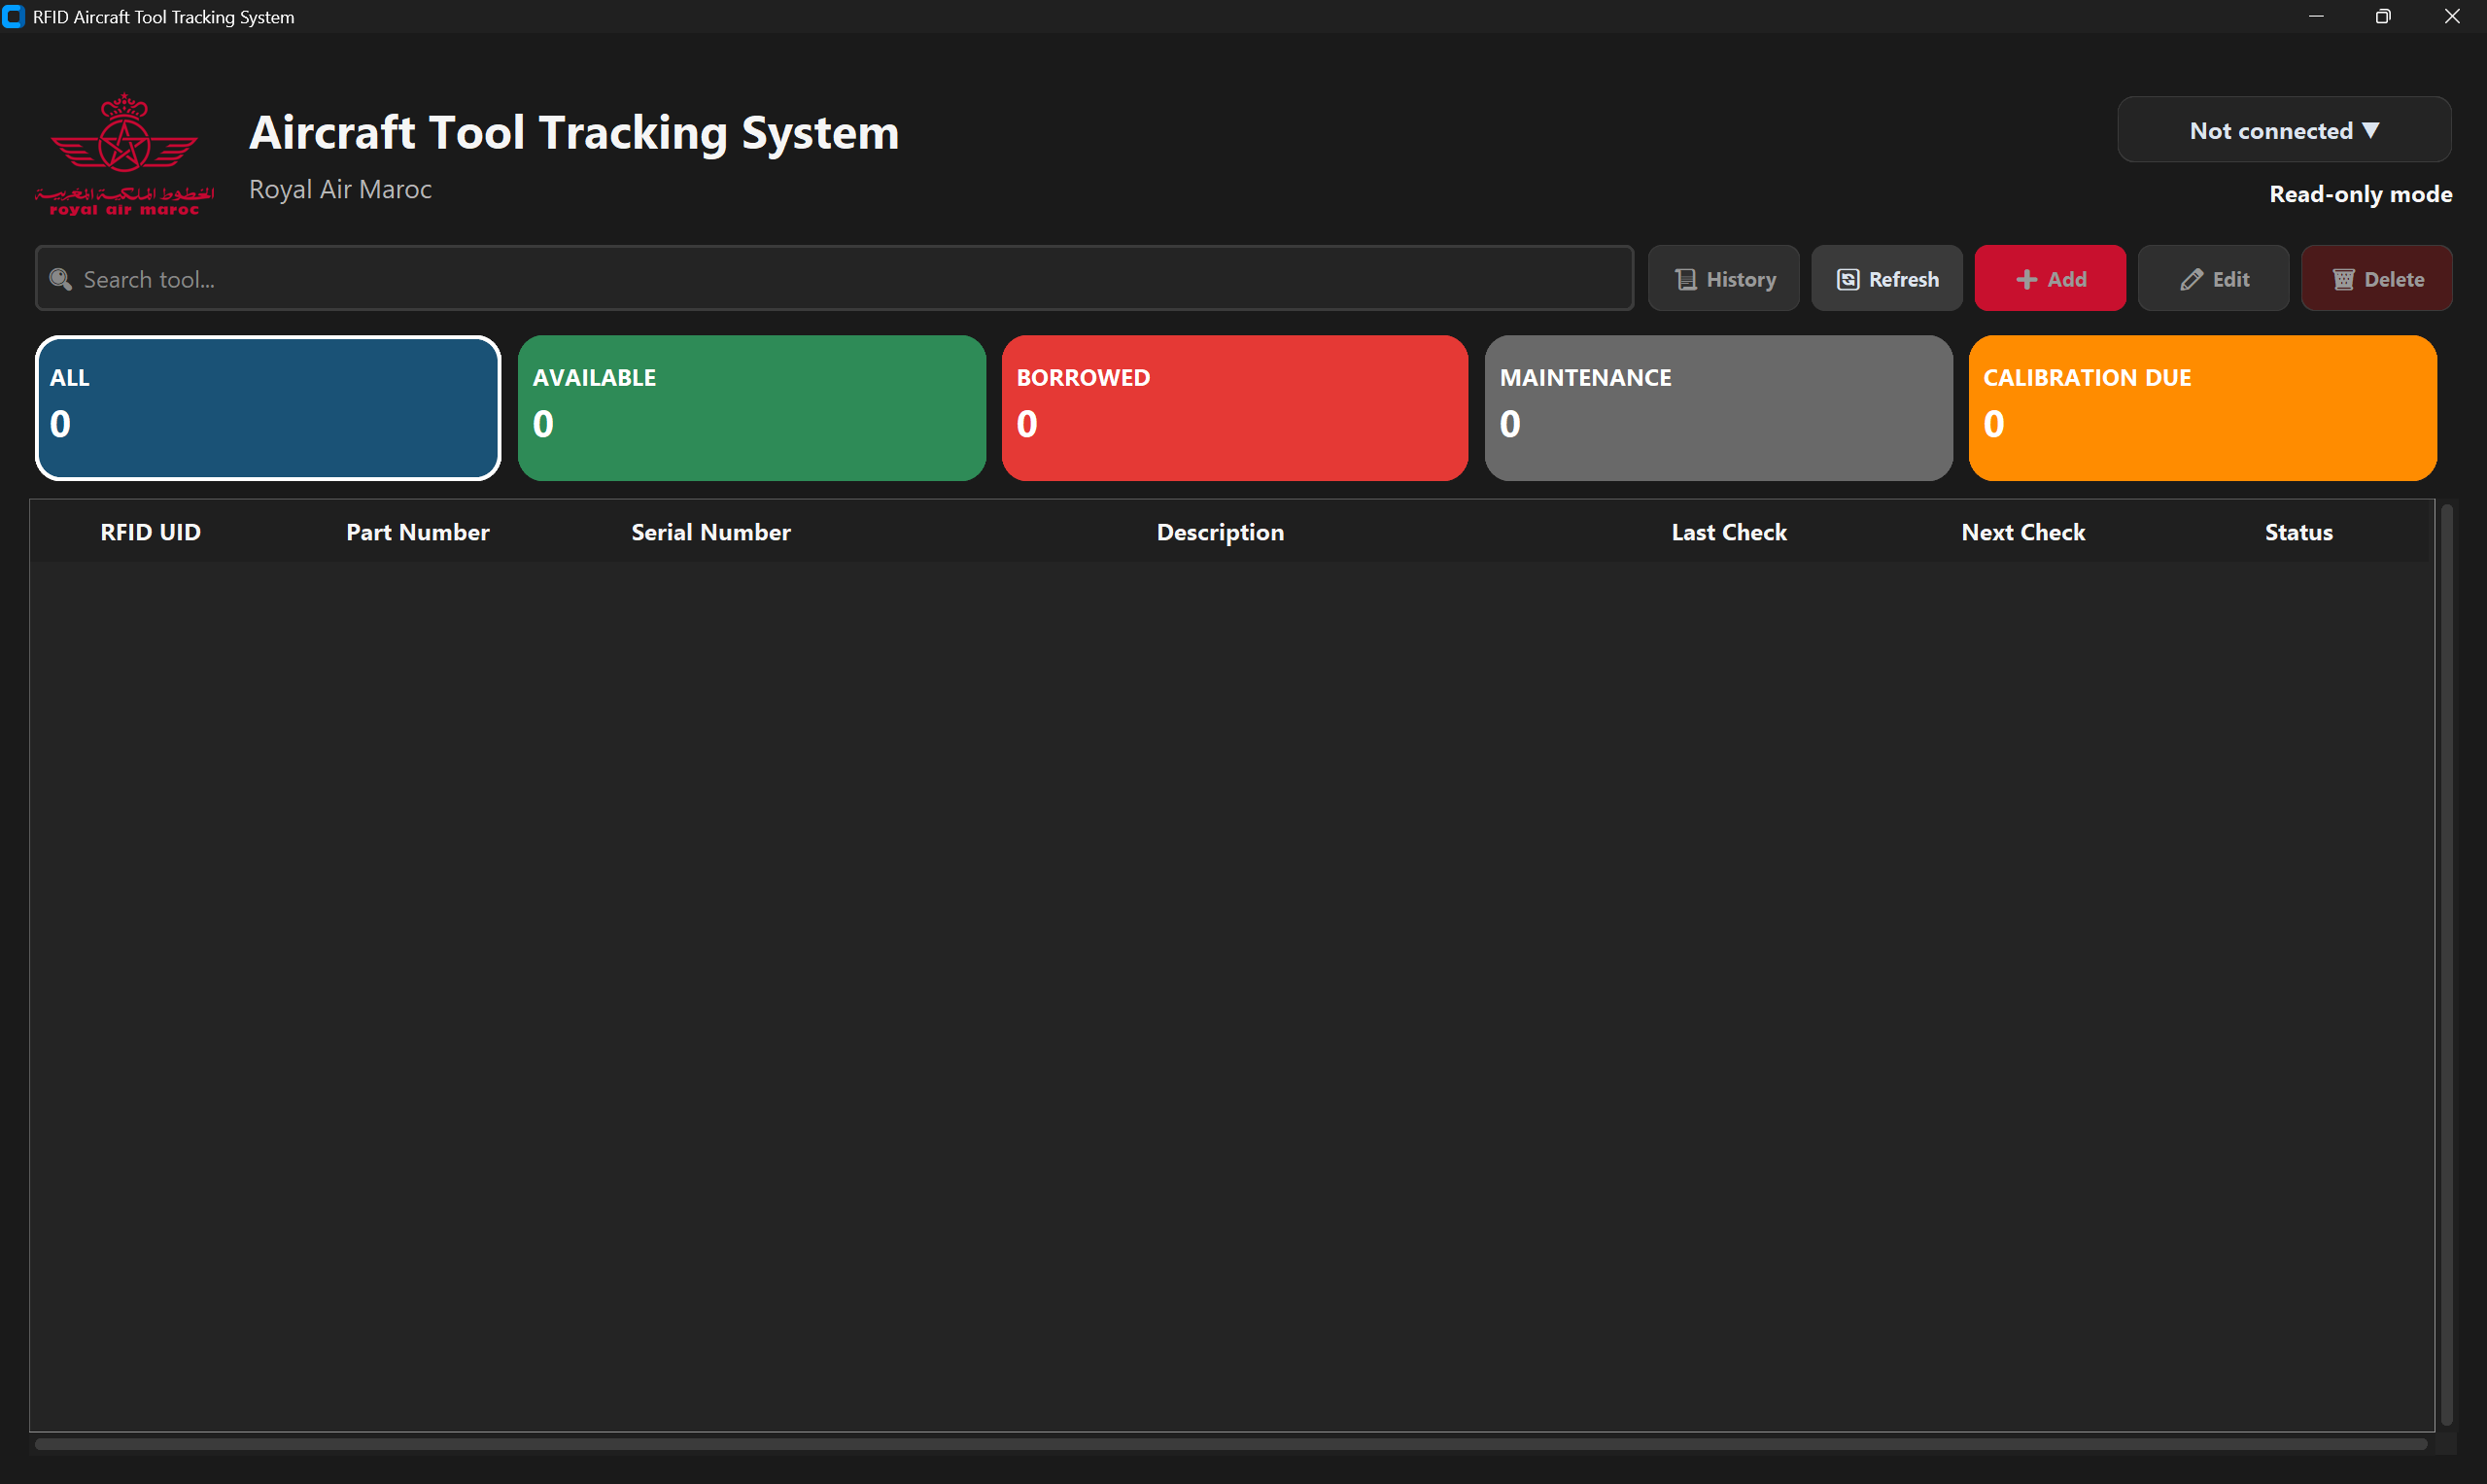 RFID Aircraft Tool Tracking System
Aircraft Tool Tracking System
Royal Air Maroc
الخطوط الملكية المغربية
royal air maroc
Not connected ▼
Read-only mode
Search tool...
History
Refresh
Add
Edit
Delete
ALL
0
AVAILABLE
0
BORROWED
0
MAINTENANCE
0
CALIBRATION DUE
0
RFID UID Part Number Serial Number Description Last Check Next Check Status